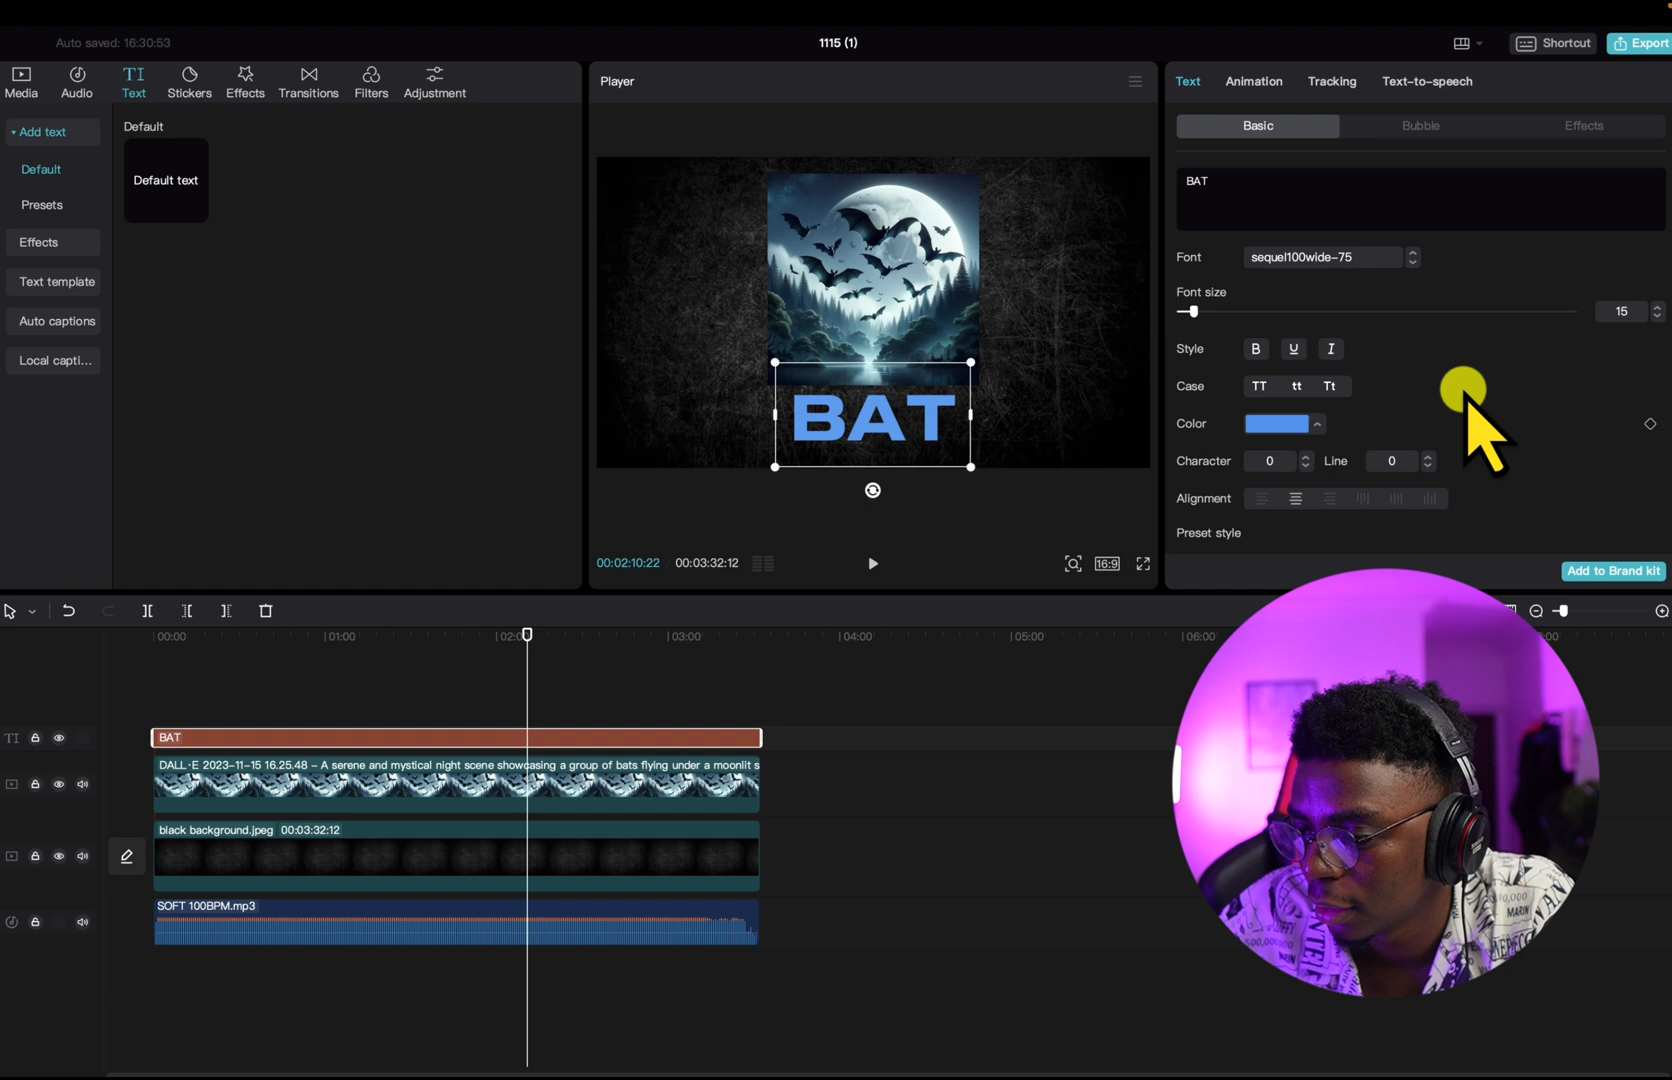 Auto saved: 16:30:53
1115 (1)
Shortcut
Export
Media
Audio
TI
Text
Stickers
Effects
Transitions
Filters
Adjustment
Player
Text
Animation
Tracking
Text-to-speech
Add text
Default
Presets
Effects
Text template
Auto captions
Local capti...
Default
Default text
BAT
00:02:10:22
00:03:32:12
16:9
Basic
Bubble
Effects
BAT
Font
sequel100wide-75
Font size
15
Style
B
U
I
Case
TT
tt
Tt
Color
Character
0
Line
0
Alignment
Preset style
Add to Brand kit
00:00
01:00
02:00
03:00
04:00
05:00
06:00
TI
BAT
DALL·E 2023-11-15 16.25.48 – A serene and mystical night scene showcasing a group of bats flying under a moonlit s
black background.jpeg 00:03:32:12
SOFT 100BPM.mp3
MARIN
500,000,000